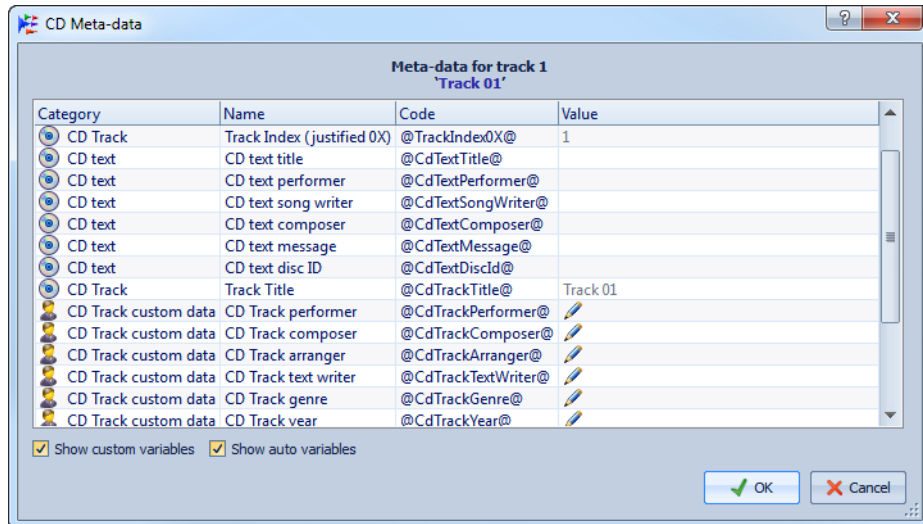 CD Meta-data
Meta-data for track 1
'Track 01'
Category Name Code Value
CD Track Track Index (justified 0X) @TrackIndex0X@ 1
CD text CD text title @CdTextTitle@
CD text CD text performer @CdTextPerformer@
CD text CD text song writer @CdTextSongWriter@
CD text CD text composer @CdTextComposer@
CD text CD text message @CdTextMessage@
CD text CD text disc ID @CdTextDiscId@
CD Track Track Title @CdTrackTitle@ Track 01
CD Track custom data CD Track performer @CdTrackPerformer@
CD Track custom data CD Track composer @CdTrackComposer@
CD Track custom data CD Track arranger @CdTrackArranger@
CD Track custom data CD Track text writer @CdTrackTextWriter@
CD Track custom data CD Track genre @CdTrackGenre@
CD Track custom data CD Track year @CdTrackYear@
Show custom variables Show auto variables
OK Cancel